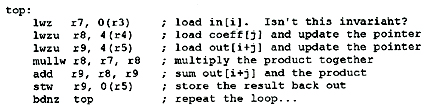 top:
lwz r7, 0(r3) ; load in[i]. Isn't this invariant?
lwzu r8, 4(r4) ; load coeff[j] and update the pointer
lwzu r9, 4(r5) ; load out[i+j] and update the pointer
mullw r8, r7, r8 ; multiply the product together
add r9, r8, r9 ; sum out[i+j] and the product
stw r9, 0(r5) ; store the result back out
bdnz top ; repeat the loop...